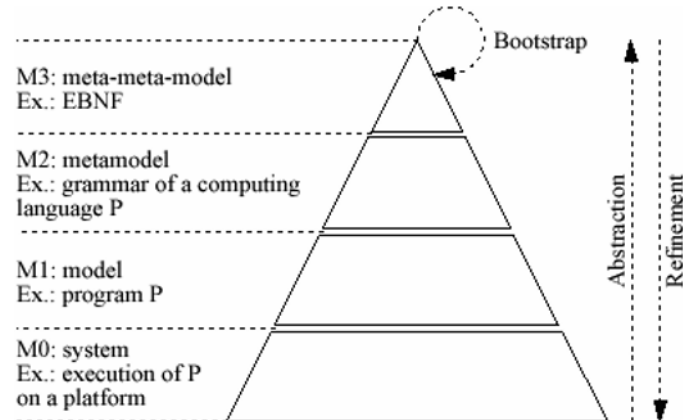 Bootstrap
M3: meta-meta-model
Ex.: EBNF
M2: metamodel
Ex.: grammar of a computing
language P
M1: model
Ex.: program P
M0: system
Ex.: execution of P
on a platform
Abstraction
Refinement